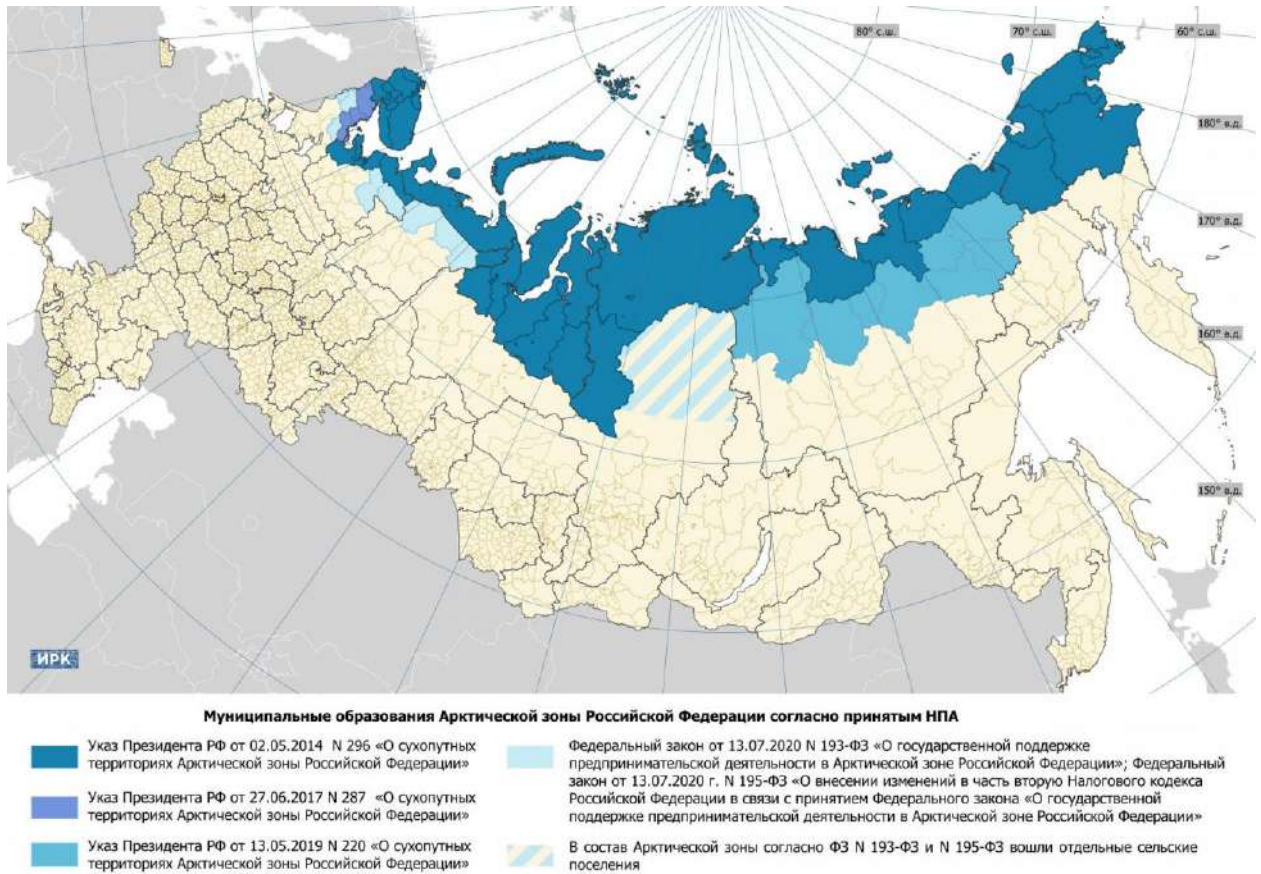 80° с.ш.
70° с.ш.
60° с.ш.
180° в.д.
170° в.д.
160° в.д.
150° в.д.
ИРК
Муниципальные образования Арктической зоны Российской Федерации согласно принятым НПА
Указ Президента РФ от 02.05.2014 N 296 «О сухопутных
территориях Арктической зоны Российской Федерации»
Указ Президента РФ от 27.06.2017 N 287 «О сухопутных
территориях Арктической зоны Российской Федерации»
Указ Президента РФ от 13.05.2019 N 220 «О сухопутных
территориях Арктической зоны Российской Федерации»
Федеральный закон от 13.07.2020 N 193-ФЗ «О государственной поддержке
предпринимательской деятельности в Арктической зоне Российской Федерации»; Федеральный
закон от 13.07.2020 г. N 195-ФЗ «О внесении изменений в часть вторую Налогового кодекса
Российской Федерации в связи с принятием Федерального закона «О государственной
поддержке предпринимательской деятельности в Арктической зоне Российской Федерации»
В состав Арктической зоны согласно ФЗ N 193-ФЗ и N 195-ФЗ вошли отдельные сельские
поселения